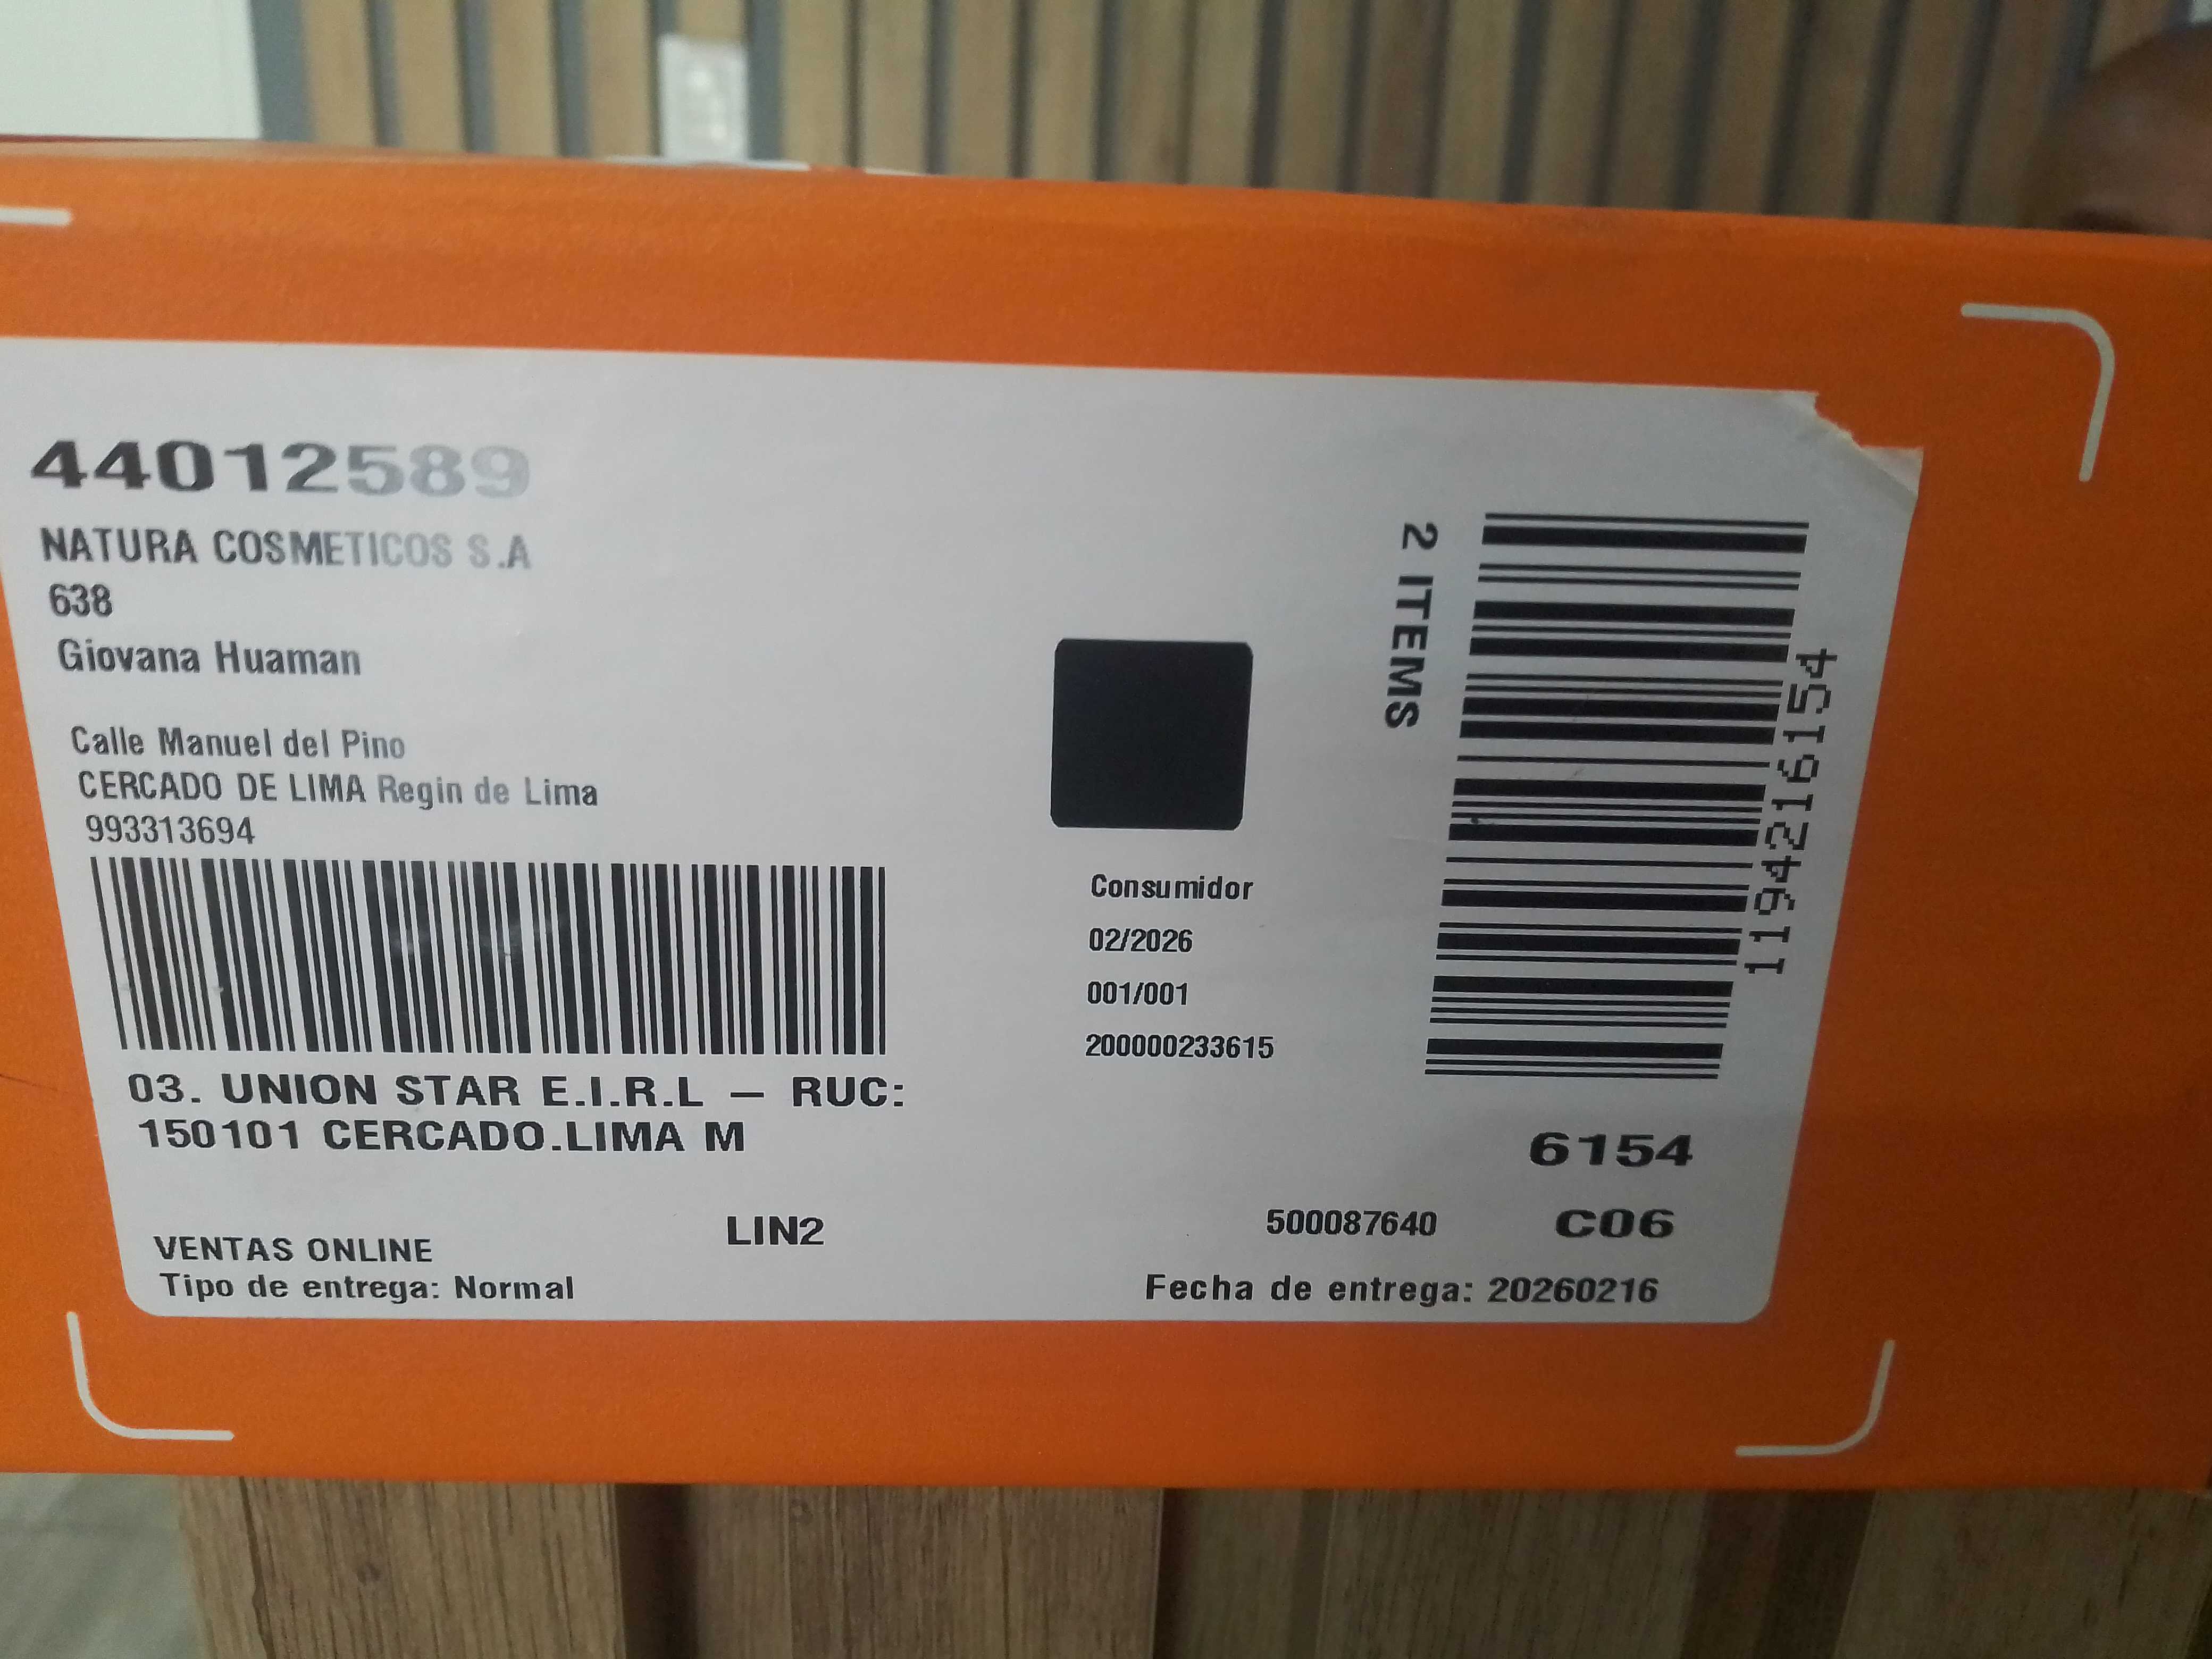 44012589
NATURA COSMETICOS S.A
638
Giovana Huaman
Calle Manuel del Pino
CERCADO DE LIMA Regin de Lima
993313694
03. UNION STAR E.I.R.L — RUC:
150101 CERCADO.LIMA M
VENTAS ONLINE
Tipo de entrega: Normal
LIN2
Consumidor
02/2026
001/001
200000233615
2 ITEMS
1194216154
6154
500087640
C06
Fecha de entrega: 20260216